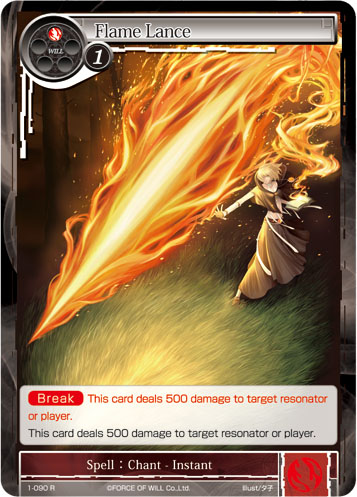 Flame Lance
WILL
1
Break This card deals 500 damage to target resonator
or player.
This card deals 500 damage to target resonator or player.
Spell : Chant - Instant
1-090 R ©FORCE OF WILL Co.,Ltd. Illust/タ子